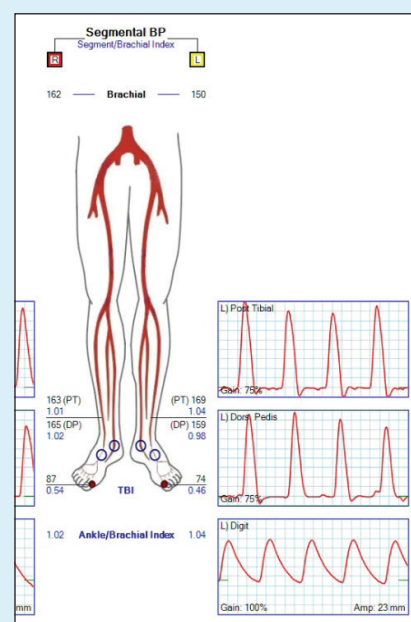 Segmental BP
Segment/Brachial Index
R L
162 Brachial 150
L) Post Tibial
Gain: 75%
163 (PT) (PT) 169
1.01 1.04
165 (DP) (DP) 159
1.02 0.98
L) Dors. Pedis
Gain: 75%
87 74
0.54 TBI 0.46
1.02 Ankle/Brachial Index 1.04
L) Digit
mm
Gain: 100% Amp: 23 mm